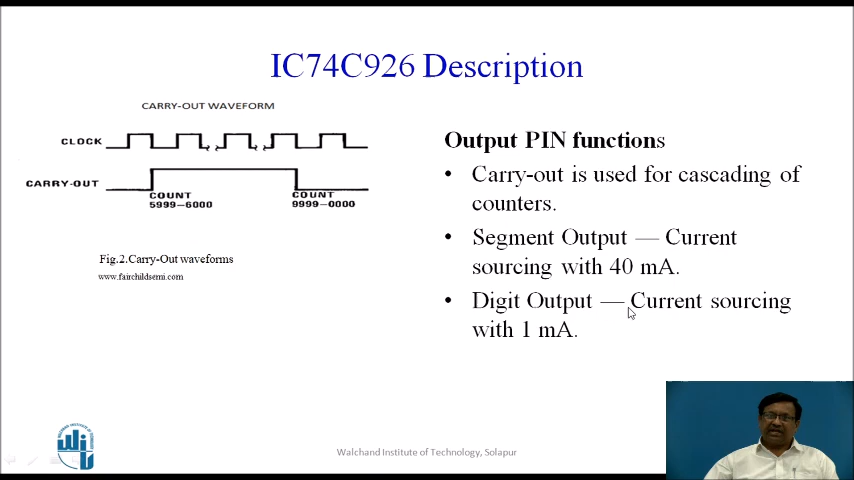 IC74C926 Description
CARRY-OUT WAVEFORM
CLOCK
CARRY-OUT
COUNT
5999–6000
COUNT
9999–0000
Fig.2.Carry-Out waveforms
www.fairchildsemi.com
Output PIN functions
• Carry-out is used for cascading of
counters.
• Segment Output — Current
sourcing with 40 mA.
• Digit Output — Current sourcing
with 1 mA.
Walchand Institute of Technology, Solapur